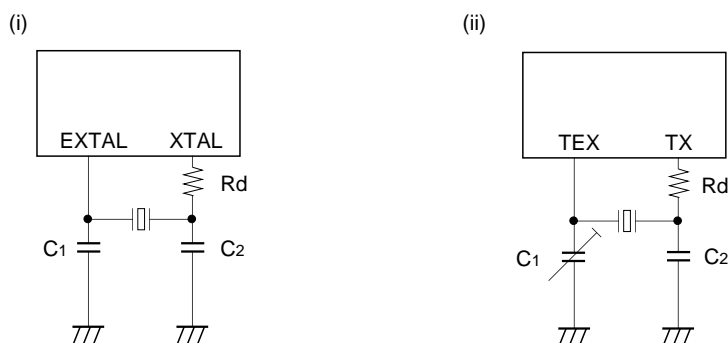 (i)
EXTAL XTAL
Rd
C1 C2
(ii)
TEX TX
Rd
C1 C2